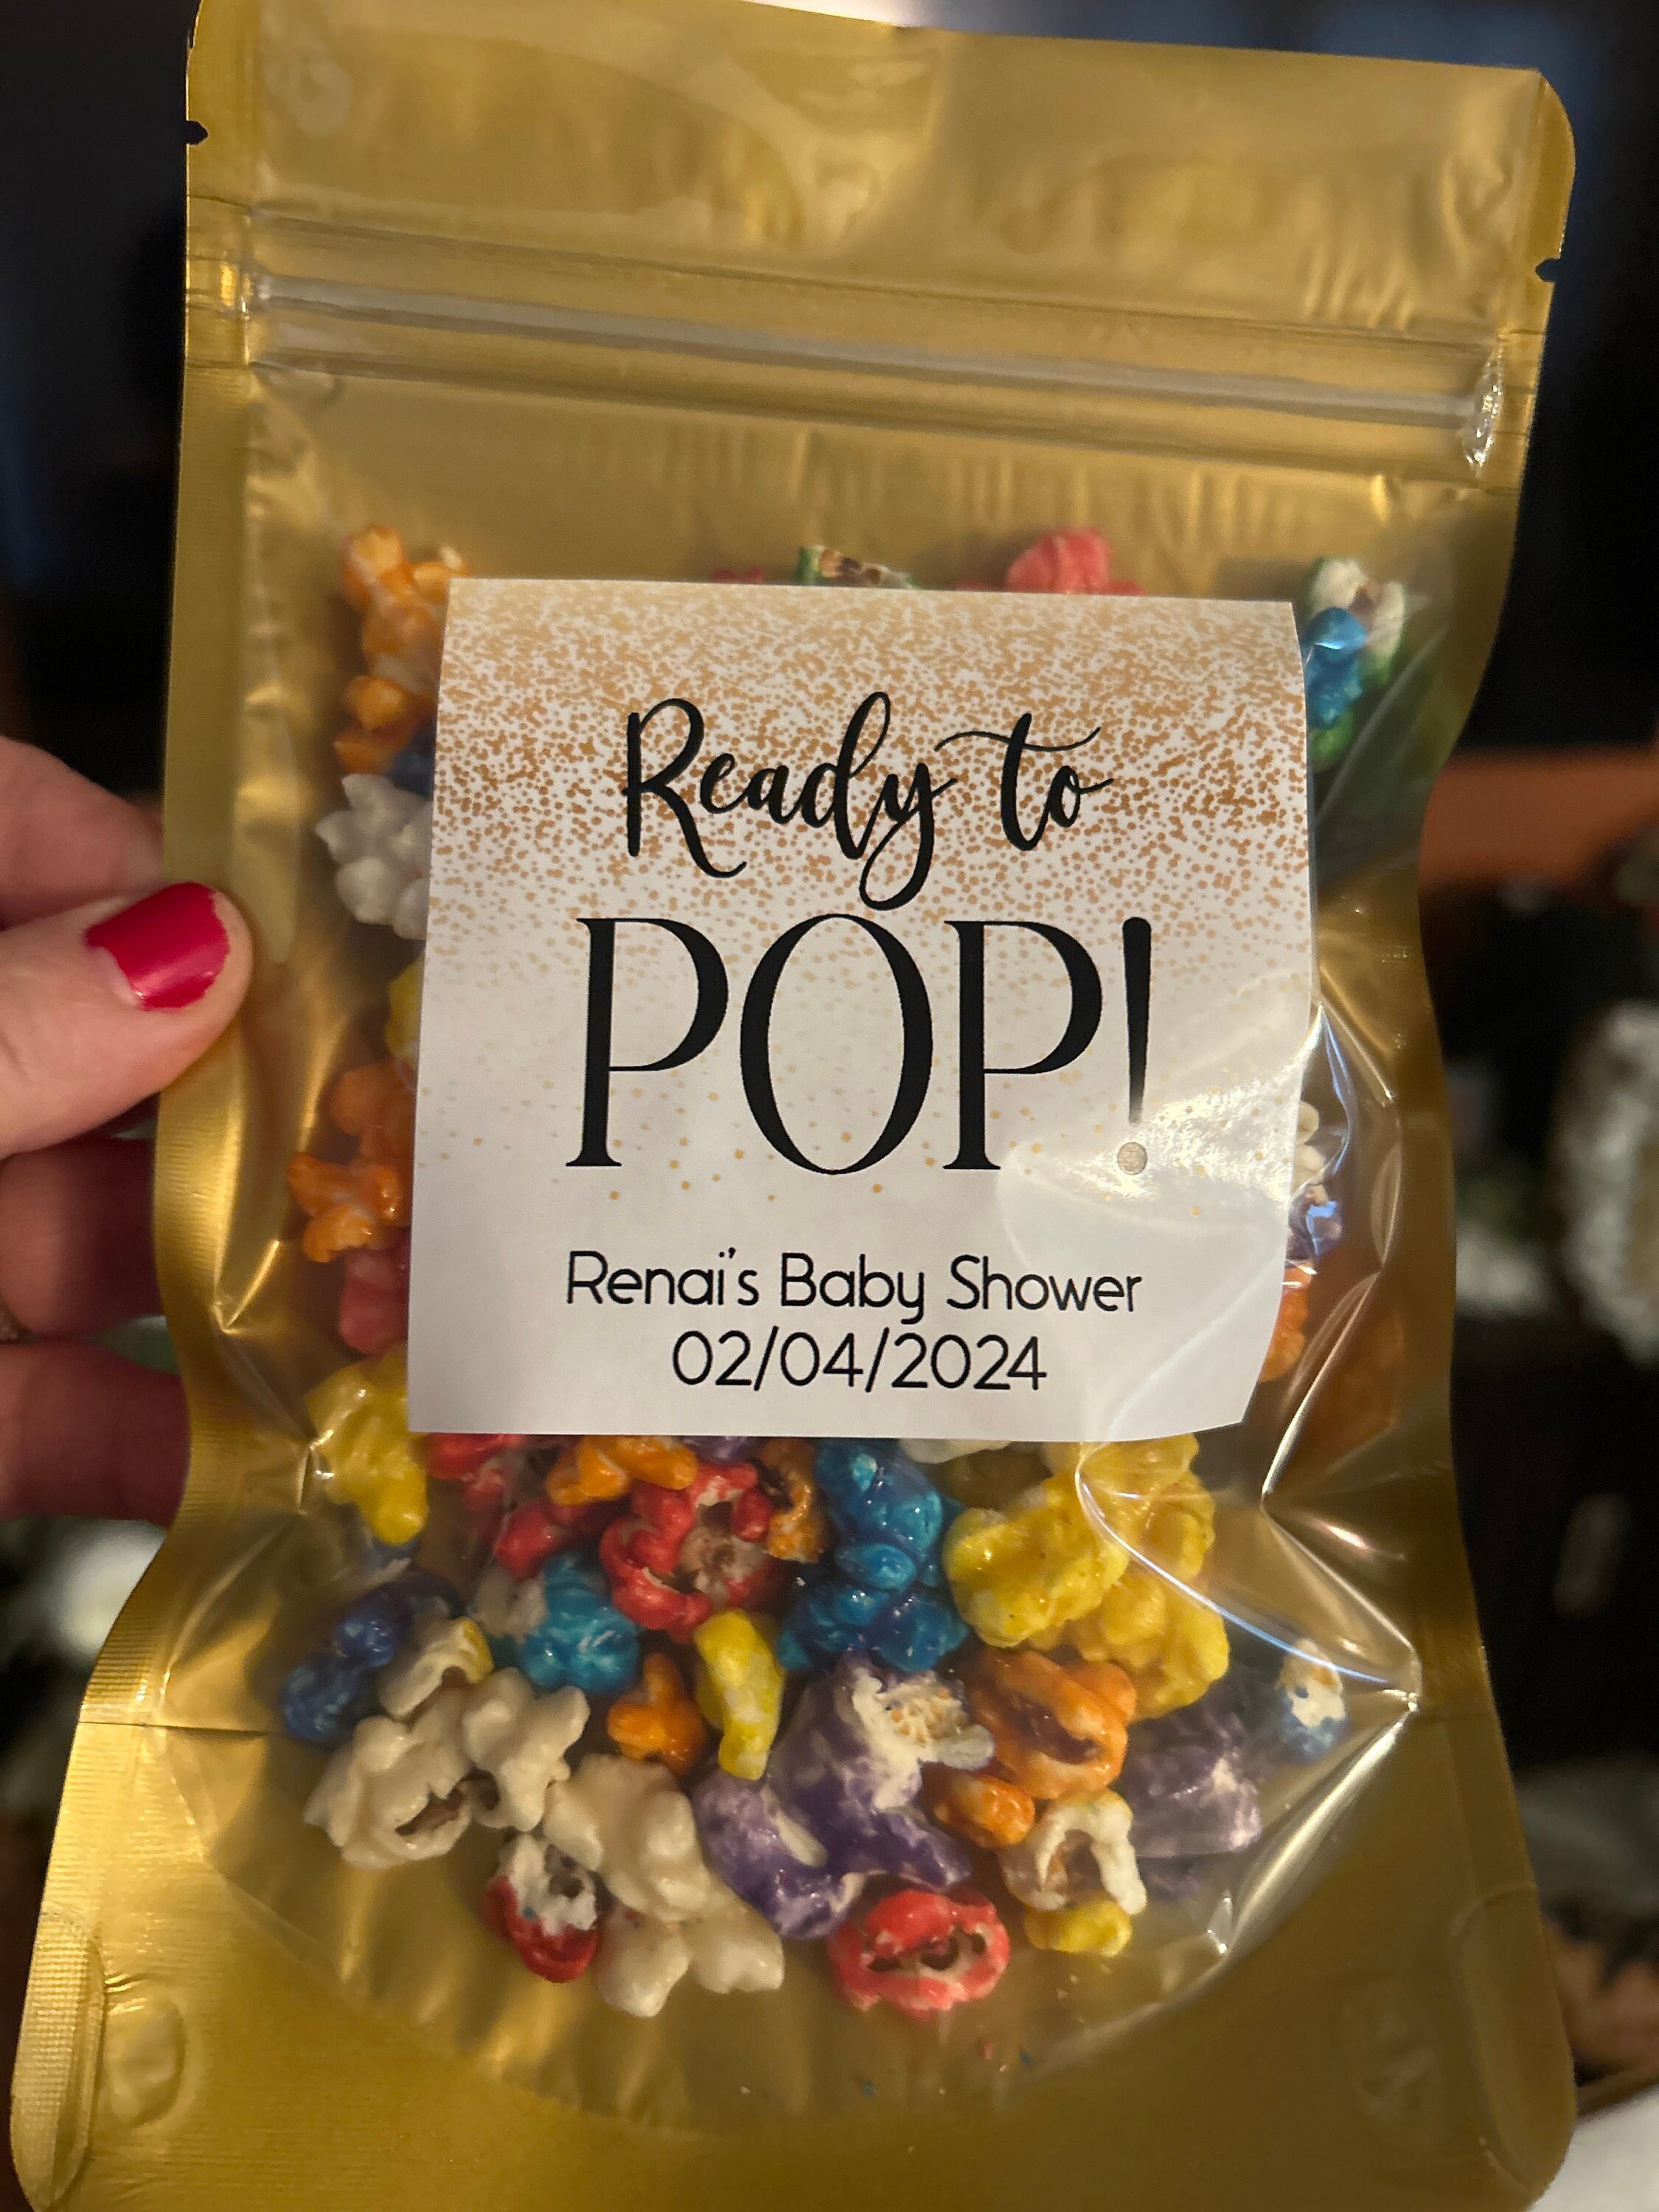 Ready to
POP!
Renai's Baby Shower
02/04/2024